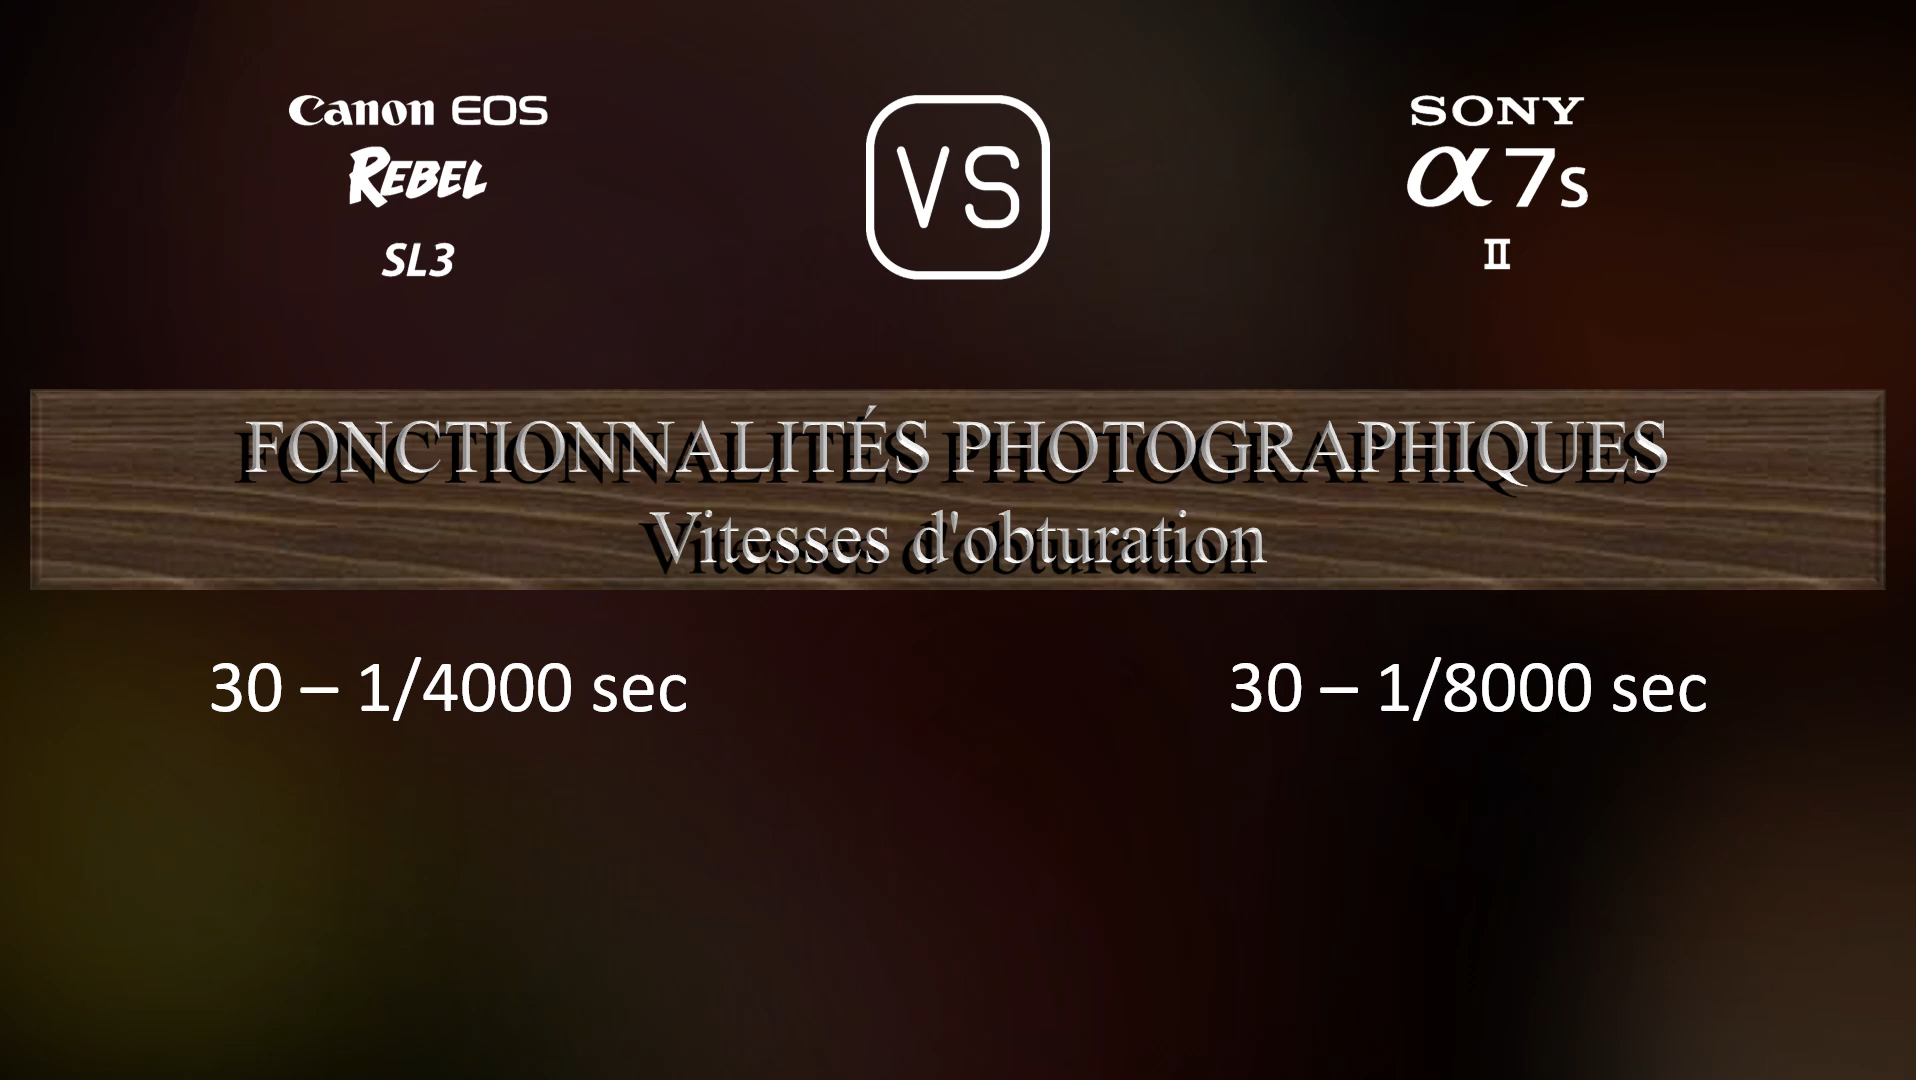 Canon EOS
REBEL
SL3
VS
SONY
α7s
II
FONCTIONNALITÉS PHOTOGRAPHIQUES
Vitesses d'obturation
30 – 1/4000 sec
30 – 1/8000 sec